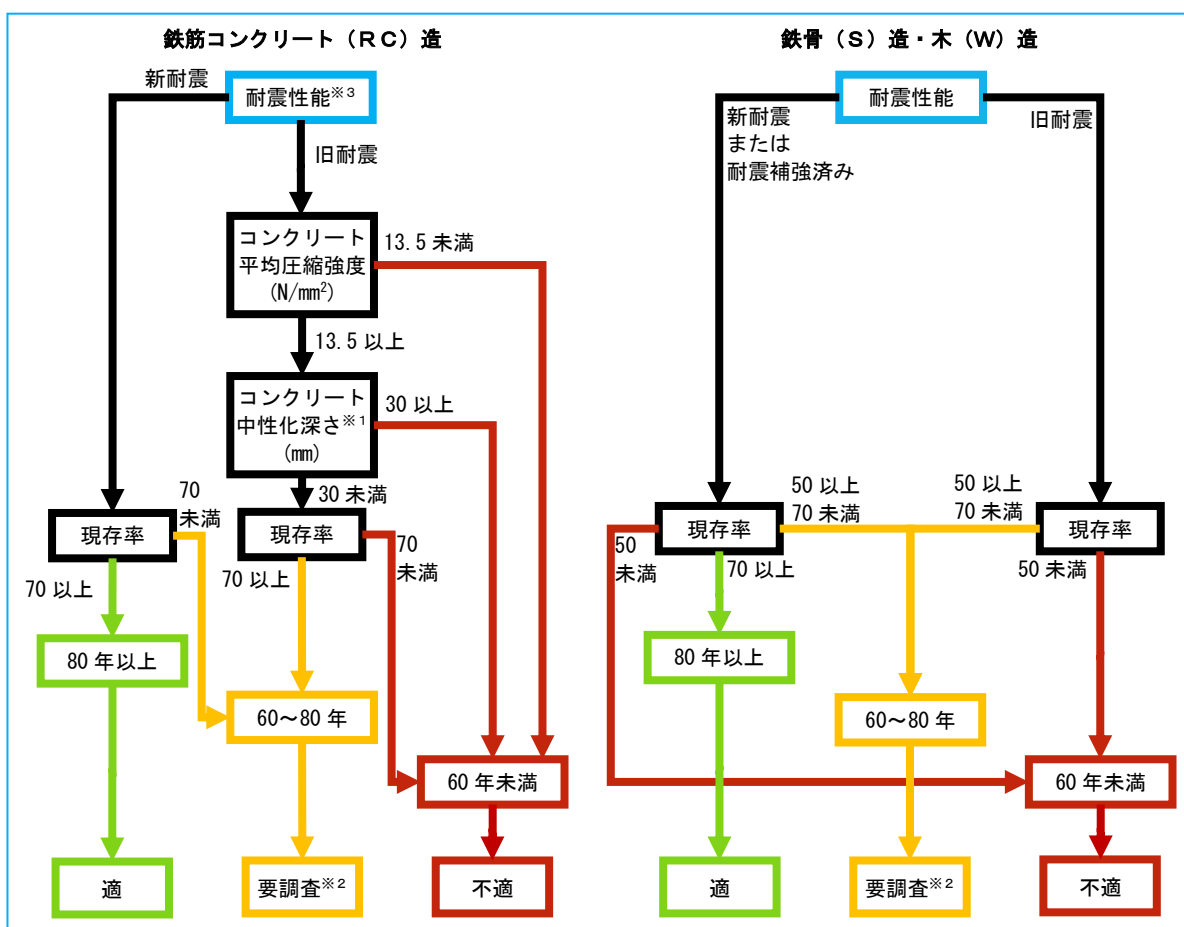 鉄筋コンクリート（ＲＣ）造
新耐震
耐震性能※3
旧耐震
コンクリート
平均圧縮強度
(N/mm²)
13.5 未満
13.5 以上
コンクリート
中性化深さ※1
(mm)
30 以上
30 未満
70
未満
現存率
現存率
70
未満
70 以上
70 以上
80 年以上
60～80 年
60 年未満
適
要調査※2
不適
鉄骨（Ｓ）造・木（Ｗ）造
耐震性能
新耐震
または
耐震補強済み
旧耐震
50 以上
70 未満
50 以上
70 未満
現存率
現存率
50
未満
70 以上
50 未満
80 年以上
60～80 年
60 年未満
適
要調査※2
不適